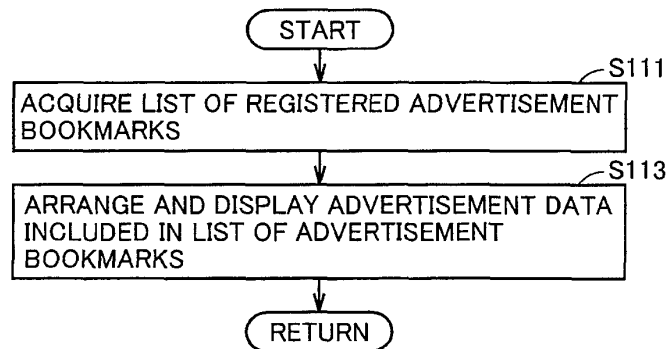 START
S111
ACQUIRE LIST OF REGISTERED ADVERTISEMENT
BOOKMARKS
S113
ARRANGE AND DISPLAY ADVERTISEMENT DATA
INCLUDED IN LIST OF ADVERTISEMENT
BOOKMARKS
RETURN